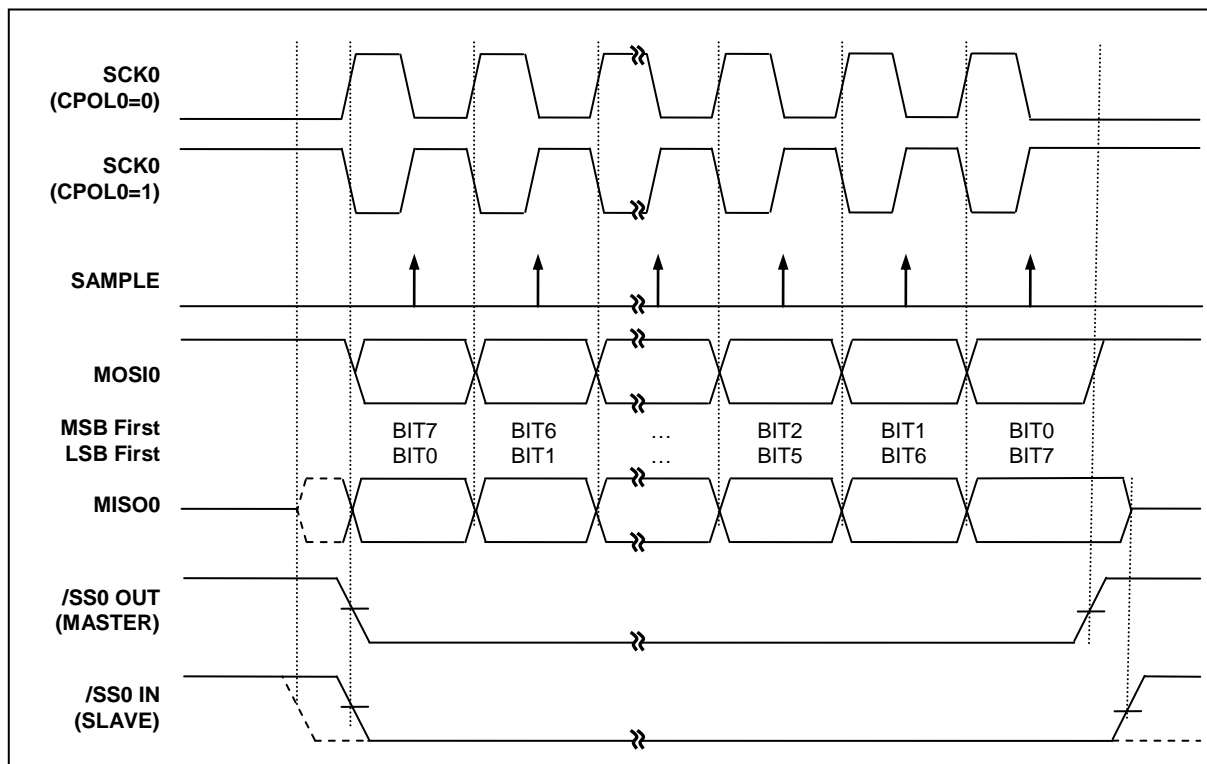 SCK0
(CPOL0=0)
SCK0
(CPOL0=1)
SAMPLE
MOSI0
MSB First BIT7 BIT6 … BIT2 BIT1 BIT0
LSB First BIT0 BIT1 … BIT5 BIT6 BIT7
MISO0
/SS0 OUT
(MASTER)
/SS0 IN
(SLAVE)